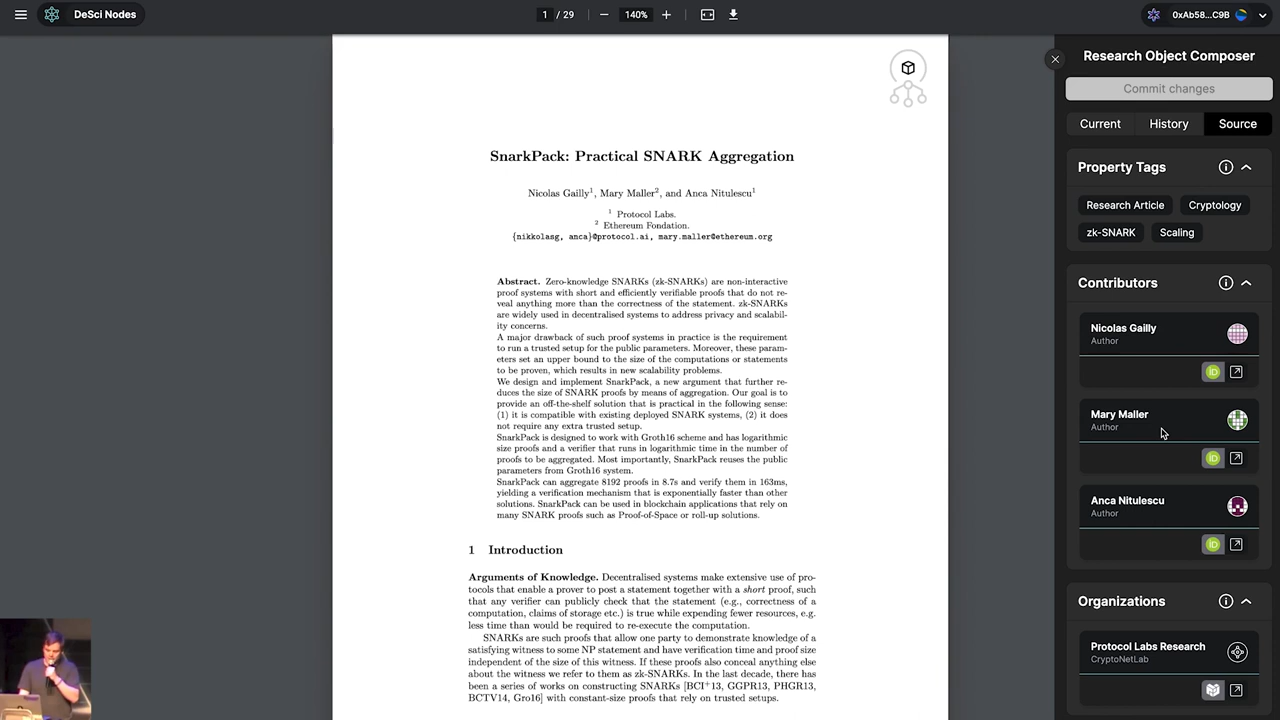 DeSci Nodes
1 / 29
140%
0xAb58...C9B
SnarkPack: Practical SNARK Aggregation
Nicolas Gailly1, Mary Maller2, and Anca Nitulescu1
1 Protocol Labs.
2 Ethereum Fondation.
{nikkolasg, anca}@protocol.ai, mary.maller@ethereum.org
Abstract. Zero-knowledge SNARKs (zk-SNARKs) are non-interactive
proof systems with short and efficiently verifiable proofs that do not re-
veal anything more than the correctness of the statement. zk-SNARKs
are widely used in decentralised systems to address privacy and scalabil-
ity concerns.
A major drawback of such proof systems in practice is the requirement
to run a trusted setup for the public parameters. Moreover, these param-
eters set an upper bound to the size of the computations or statements
to be proven, which results in new scalability problems.
We design and implement SnarkPack, a new argument that further re-
duces the size of SNARK proofs by means of aggregation. Our goal is to
provide an off-the-shelf solution that is practical in the following sense:
(1) it is compatible with existing deployed SNARK systems, (2) it does
not require any extra trusted setup.
SnarkPack is designed to work with Groth16 scheme and has logarithmic
size proofs and a verifier that runs in logarithmic time in the number of
proofs to be aggregated. Most importantly, SnarkPack reuses the public
parameters from Groth16 system.
SnarkPack can aggregate 8192 proofs in 8.7s and verify them in 163ms,
yielding a verification mechanism that is exponentially faster than other
solutions. SnarkPack can be used in blockchain applications that rely on
many SNARK proofs such as Proof-of-Space or roll-up solutions.
1 Introduction
Arguments of Knowledge. Decentralised systems make extensive use of pro-
tocols that enable a prover to post a statement together with a short proof, such
that any verifier can publicly check that the statement (e.g., correctness of a
computation, claims of storage etc.) is true while expending fewer resources, e.g.
less time than would be required to re-execute the computation.
SNARKs are such proofs that allow one party to demonstrate knowledge of a
satisfying witness to some NP statement and have verification time and proof size
independent of the size of this witness. If these proofs also conceal anything else
about the witness we refer to them as zk-SNARKs. In the last decade, there has
been a series of works on constructing SNARKs [BCI+13, GGPR13, PHGR13,
BCTV14, Gro16] with constant-size proofs that rely on trusted setups.
Research Object Composer
Commit changes
Current History Source
Property Tags
Research Article Cryptology
zk-SNARK Scaling
Contributors
Nicolas Gailly
Author
iD
Mary Maller
Author
iD
Anca Nitulescu
Author
iD
Organizations
Protocol Labs Research
CryptoNetLab